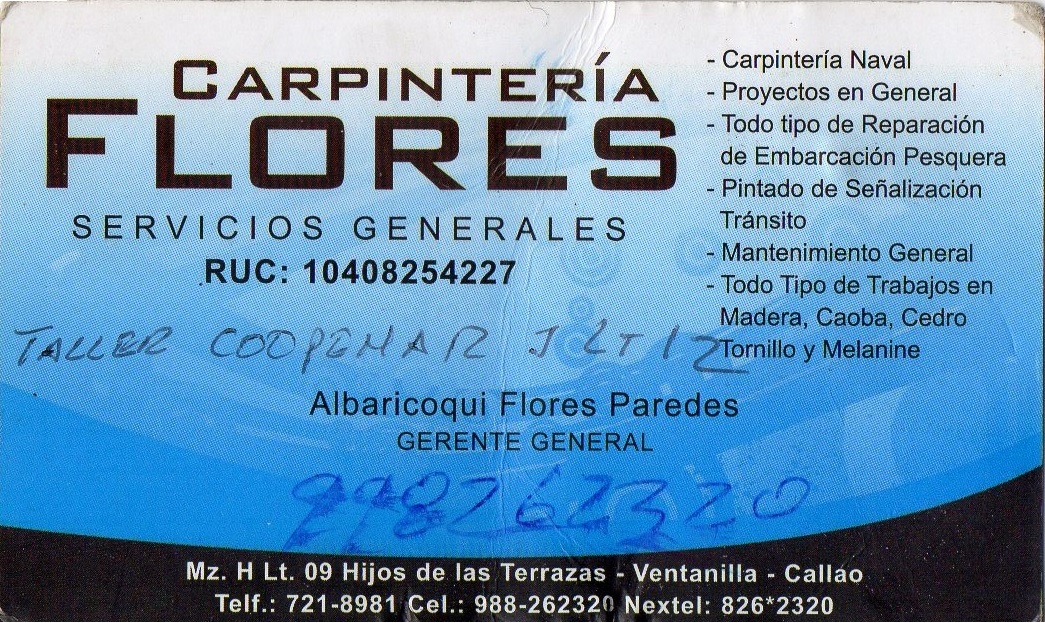 CARPINTERÍA
FLORES
SERVICIOS GENERALES
RUC: 10408254227
- Carpintería Naval
- Proyectos en General
- Todo tipo de Reparación
de Embarcación Pesquera
- Pintado de Señalización
Tránsito
- Mantenimiento General
- Todo Tipo de Trabajos en
Madera, Caoba, Cedro
Tornillo y Melanine
TALLER COOPEMAR J LT 12
Albaricoqui Flores Paredes
GERENTE GENERAL
998262320
Mz. H Lt. 09 Hijos de las Terrazas - Ventanilla - Callao
Telf.: 721-8981 Cel.: 988-262320 Nextel: 826*2320